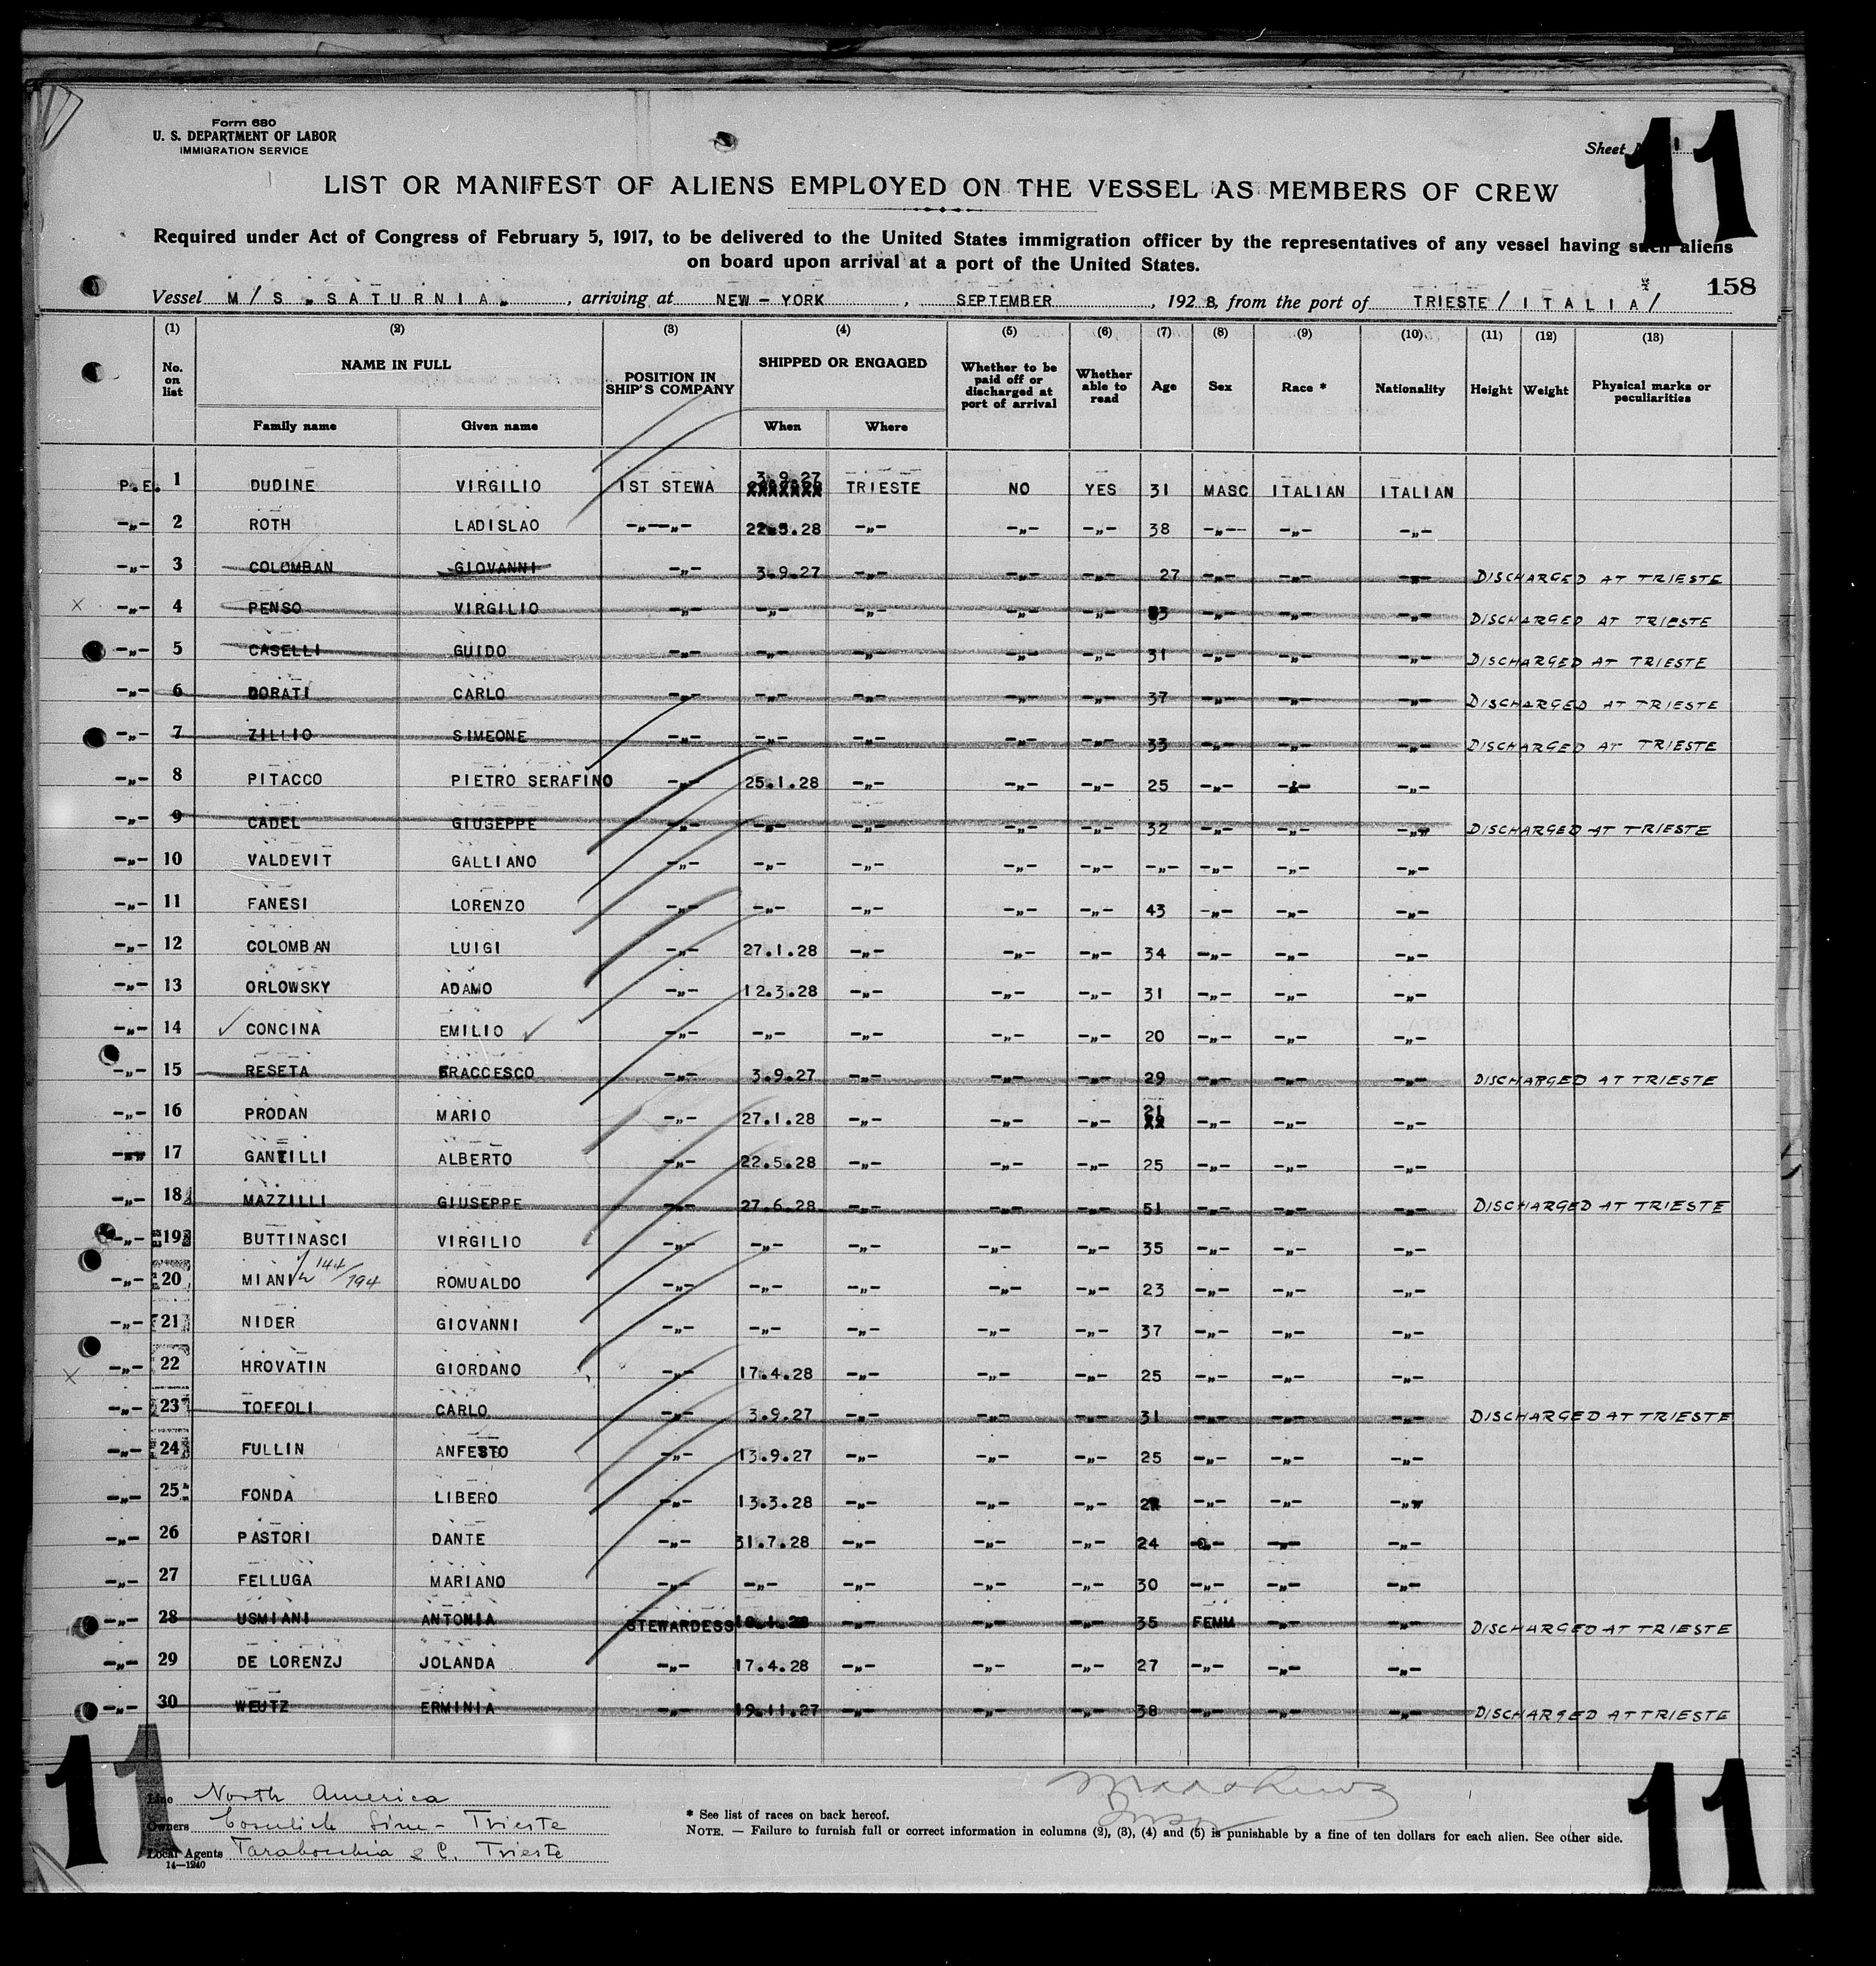 Form 680
U. S. DEPARTMENT OF LABOR
IMMIGRATION SERVICE
Sheet
11
LIST OR MANIFEST OF ALIENS EMPLOYED ON THE VESSEL AS MEMBERS OF CREW
Required under Act of Congress of February 5, 1917, to be delivered to the United States immigration officer by the representatives of any vessel having such aliens
on board upon arrival at a port of the United States.
158
Vessel M/S „SATURNIA„ , arriving at NEW-YORK , SEPTEMBER , 1928, from the port of TRIESTE/ITALIA/
(1) (2) (3) (4) (5) (6) (7) (8) (9) (10) (11) (12) (13)
No. on list NAME IN FULL POSITION IN SHIP'S COMPANY SHIPPED OR ENGAGED Whether to be paid off or discharged at port of arrival Whether able to read Age Sex Race * Nationality Height Weight Physical marks or peculiarities
Family name Given name When Where
P.E. 1 DUDINE VIRGILIO 1ST STEWA 3.9.27 TRIESTE NO YES 31 MASC ITALIAN ITALIAN
-„- 2 ROTH LADISLAO -„--„- 22.5.28 -„- -„- -„- 38 -„-- -„- -„-
-„- 3 COLOMBAN GIOVANNI -„- 3.9.27 -„- -„- -„- 27 -„- -„- -„- DISCHARGED AT TRIESTE
X -„- 4 PENSO VIRGILIO -„- -„- -„- -„- -„- 33 -„- -„- -„- DISCHARGED AT TRIESTE
-„- 5 CASELLI GUIDO -„- -„- -„- -„- -„- 31 -„- -„- -„- DISCHARGED AT TRIESTE
-„- 6 DORATI CARLO -„- -„- -„- -„- -„- 37 -„- -„- -„- DISCHARGED AT TRIESTE
-„- 7 ZILLIO SIMEONE -„- -„- -„- -„- -„- 33 -„- -„- -„- DISCHARGED AT TRIESTE
-„- 8 PITACCO PIETRO SERAFINO -„- 25.1.28 -„- -„- -„- 25 -„- -„- -„-
-„- 9 CADEL GIUSEPPE -„- -„- -„- -„- -„- 32 -„- -„- -„- DISCHARGED AT TRIESTE
-„- 10 VALDEVIT GALLIANO -„- -„- -„- -„- -„- -„- -„- -„- -„-
-„- 11 FANESI LORENZO -„- -„- -„- -„- -„- 43 -„- -„- -„-
-„- 12 COLOMBAN LUIGI -„- 27.1.28 -„- -„- -„- 34 -„- -„- -„-
-„- 13 ORLOWSKY ADAMO -„- 12.3.28 -„- -„- -„- 31 -„- -„- -„-
-„- 14 ✓ CONCINA EMILIO ✓ -„- -„- -„- -„- -„- 20 -„- -„- -„-
-„- 15 RESETA FRACCESCO -„- 3.9.27 -„- -„- -„- 29 -„- -„- -„- DISCHARGED AT TRIESTE
-„- 16 PRODAN MARIO -„- 27.1.28 -„- -„- -„- 21 -„- -„- -„-
-„- 17 GANZILLI ALBERTO -„- 22.5.28 -„- -„- -„- 25 -„- -„- -„-
-„- 18 MAZZILLI GIUSEPPE -„- 27.6.28 -„- -„- -„- 51 -„- -„- -„- DISCHARGED AT TRIESTE
-„- 19 BUTTINASCI VIRGILIO -„- -„- -„- -„- -„- 35 -„- -„- -„-
-„- 20 MIANI 144/194 ROMUALDO -„- -„- -„- -„- -„- 23 -„- -„- -„-
-„- 21 NIDER GIOVANNI -„- -„- -„- -„- -„- 37 -„- -„- -„-
X -„- 22 HROVATIN GIORDANO -„- 17.4.28 -„- -„- -„- 25 -„- -„- -„-
-„- 23 TOFFOLI CARLO -„- 3.9.27 -„- -„- -„- 31 -„- -„- -„- DISCHARGED AT TRIESTE
-„- 24 FULLIN ANFESTO -„- 13.9.27 -„- -„- -„- 25 -„- -„- -„-
-„- 25 FONDA LIBERO -„- 13.3.28 -„- -„- -„- -„- -„- -„-
-„- 26 PASTORI DANTE -„- 31.7.28 -„- -„- -„- 24 -„- -„- -„-
-„- 27 FELLUGA MARIANO -„- -„- -„- -„- -„- 30 -„- -„- -„-
-„- 28 USMIANI ANTONIA STEWARDESS -„- -„- -„- 35 FEMM -„- -„- DISCHARGED AT TRIESTE
-„- 29 DE LORENZJ JOLANDA -„- 17.4.28 -„- -„- -„- 27 -„- -„- -„-
-„- 30 WEUTZ ERMINIA -„- 19.11.27 -„- -„- -„- 38 -„- -„- -„- DISCHARGED AT TRIESTE
11
11
Line North America
Owners Cosulich Line - Trieste
Local Agents Tarabochia & C. Trieste
14—1240
* See list of races on back hereof.
NOTE. — Failure to furnish full or correct information in columns (2), (3), (4) and (5) is punishable by a fine of ten dollars for each alien. See other side.